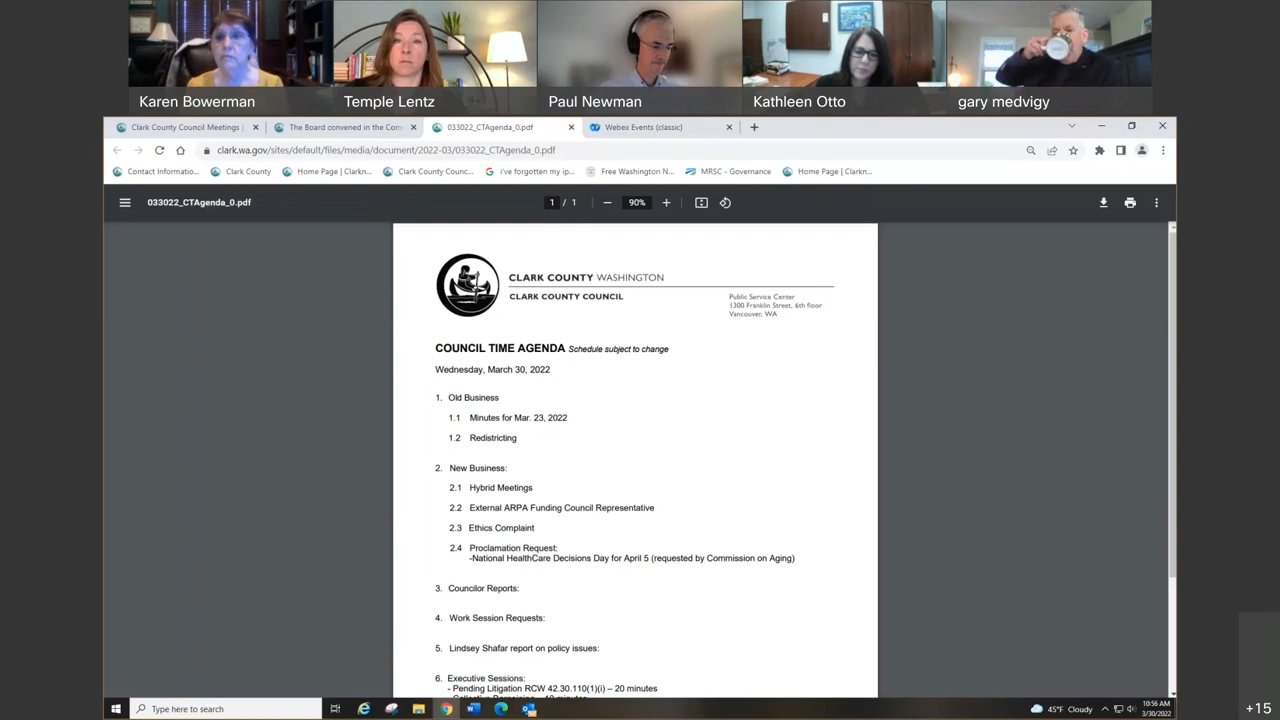 Karen Bowerman
Temple Lentz
Paul Newman
Kathleen Otto
gary medvigy
Clark County Council Meetings |
The Board convened in the Con
033022_CTAgenda_0.pdf
Webex Events (classic)
clark.wa.gov/sites/default/files/media/document/2022-03/033022_CTAgenda_0.pdf
Contact Informatio...
Clark County
Home Page | Clarkn...
Clark County Counc...
i've forgotten my ip...
Free Washington N...
MRSC - Governance
Home Page | Clarkn...
033022_CTAgenda_0.pdf
1 / 1
90%
CLARK COUNTY WASHINGTON
CLARK COUNTY COUNCIL
Public Service Center
1300 Franklin Street, 6th floor
Vancouver, WA
COUNCIL TIME AGENDA Schedule subject to change
Wednesday, March 30, 2022
1. Old Business
1.1 Minutes for Mar. 23, 2022
1.2 Redistricting
2. New Business:
2.1 Hybrid Meetings
2.2 External ARPA Funding Council Representative
2.3 Ethics Complaint
2.4 Proclamation Request:
-National HealthCare Decisions Day for April 5 (requested by Commission on Aging)
3. Councilor Reports:
4. Work Session Requests:
5. Lindsey Shafar report on policy issues:
6. Executive Sessions:
- Pending Litigation RCW 42.30.110(1)(i) – 20 minutes
Type here to search
45°F Cloudy
10:56 AM
3/30/2022
+15